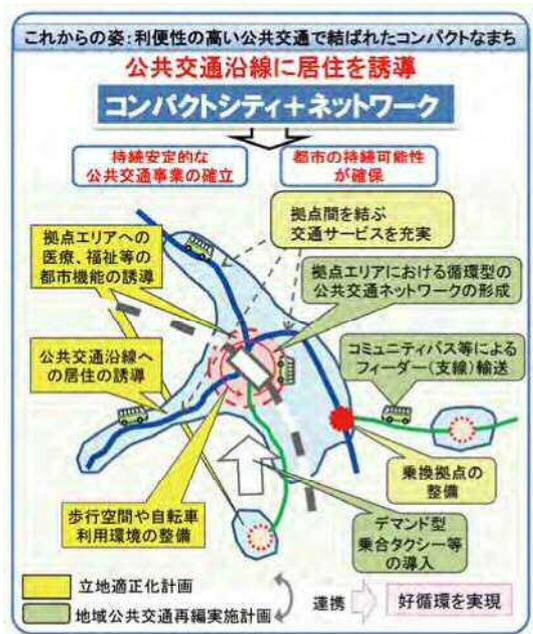 これからの姿:利便性の高い公共交通で結ばれたコンパクトなまち
公共交通沿線に居住を誘導
コンパクトシティ+ネットワーク
持続安定的な
公共交通事業の確立
都市の持続可能性
が確保
拠点間を結ぶ
交通サービスを充実
拠点エリアへの
医療、福祉等の
都市機能の誘導
拠点エリアにおける循環型の
公共交通ネットワークの形成
公共交通沿線への
居住の誘導
コミュニティバス等による
フィーダー(支線)輸送
乗換拠点の
整備
歩行空間や自転車
利用環境の整備
デマンド型
乗合タクシー等
の導入
立地適正化計画
地域公共交通再編実施計画
連携
好循環を実現